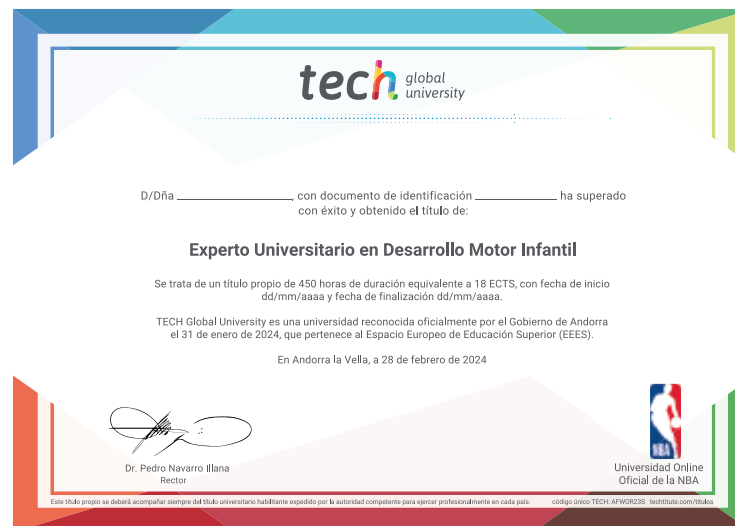 tech global university
D/Dña ____________________, con documento de identificación ______________ ha superado
con éxito y obtenido el título de:
Experto Universitario en Desarrollo Motor Infantil
Se trata de un título propio de 450 horas de duración equivalente a 18 ECTS, con fecha de inicio
dd/mm/aaaa y fecha de finalización dd/mm/aaaa.
TECH Global University es una universidad reconocida oficialmente por el Gobierno de Andorra
el 31 de enero de 2024, que pertenece al Espacio Europeo de Educación Superior (EEES).
En Andorra la Vella, a 28 de febrero de 2024
Dr. Pedro Navarro Illana
Rector
NBA
Universidad Online
Oficial de la NBA
Este título propio se deberá acompañar siempre del título universitario habilitante expedido por la autoridad competente para ejercer profesionalmente en cada país. código único TECH: AFWOR23S techtitute.com/titulos